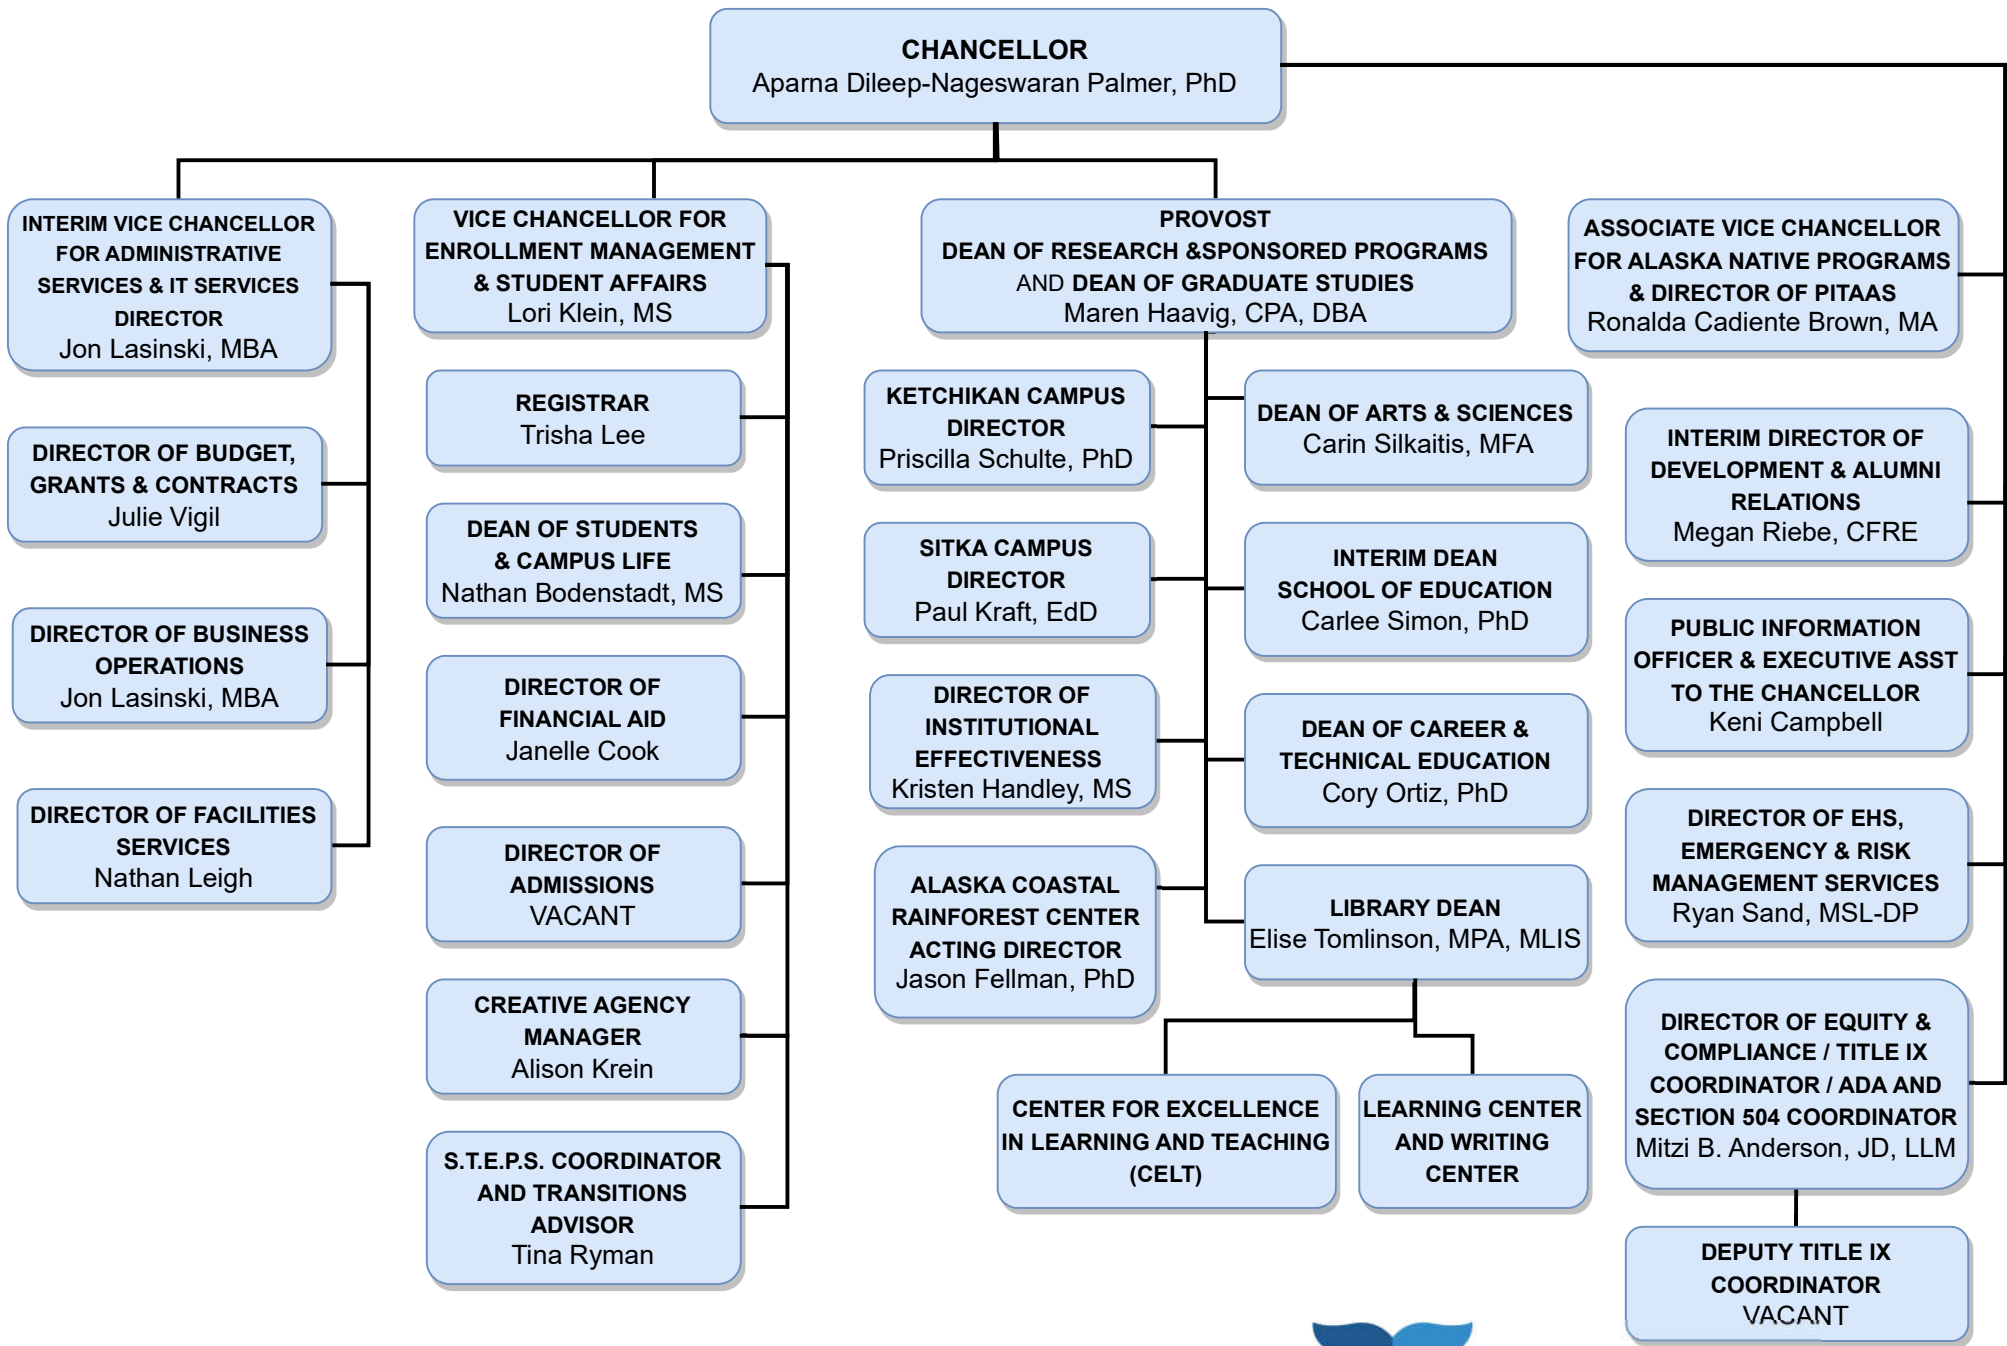 CHANCELLOR
Aparna Dileep-Nageswaran Palmer, PhD
INTERIM VICE CHANCELLOR
FOR ADMINISTRATIVE
SERVICES & IT SERVICES
DIRECTOR
Jon Lasinski, MBA
DIRECTOR OF BUDGET,
GRANTS & CONTRACTS
Julie Vigil
DIRECTOR OF BUSINESS
OPERATIONS
Jon Lasinski, MBA
DIRECTOR OF FACILITIES
SERVICES
Nathan Leigh
VICE CHANCELLOR FOR
ENROLLMENT MANAGEMENT
& STUDENT AFFAIRS
Lori Klein, MS
REGISTRAR
Trisha Lee
DEAN OF STUDENTS
& CAMPUS LIFE
Nathan Bodenstadt, MS
DIRECTOR OF
FINANCIAL AID
Janelle Cook
DIRECTOR OF
ADMISSIONS
VACANT
CREATIVE AGENCY
MANAGER
Alison Krein
S.T.E.P.S. COORDINATOR
AND TRANSITIONS
ADVISOR
Tina Ryman
PROVOST
DEAN OF RESEARCH &SPONSORED PROGRAMS
AND DEAN OF GRADUATE STUDIES
Maren Haavig, CPA, DBA
KETCHIKAN CAMPUS
DIRECTOR
Priscilla Schulte, PhD
SITKA CAMPUS
DIRECTOR
Paul Kraft, EdD
DIRECTOR OF
INSTITUTIONAL
EFFECTIVENESS
Kristen Handley, MS
ALASKA COASTAL
RAINFOREST CENTER
ACTING DIRECTOR
Jason Fellman, PhD
DEAN OF ARTS & SCIENCES
Carin Silkaitis, MFA
INTERIM DEAN
SCHOOL OF EDUCATION
Carlee Simon, PhD
DEAN OF CAREER &
TECHNICAL EDUCATION
Cory Ortiz, PhD
LIBRARY DEAN
Elise Tomlinson, MPA, MLIS
CENTER FOR EXCELLENCE
IN LEARNING AND TEACHING
(CELT)
LEARNING CENTER
AND WRITING
CENTER
ASSOCIATE VICE CHANCELLOR
FOR ALASKA NATIVE PROGRAMS
& DIRECTOR OF PITAAS
Ronalda Cadiente Brown, MA
INTERIM DIRECTOR OF
DEVELOPMENT & ALUMNI
RELATIONS
Megan Riebe, CFRE
PUBLIC INFORMATION
OFFICER & EXECUTIVE ASST
TO THE CHANCELLOR
Keni Campbell
DIRECTOR OF EHS,
EMERGENCY & RISK
MANAGEMENT SERVICES
Ryan Sand, MSL-DP
DIRECTOR OF EQUITY &
COMPLIANCE / TITLE IX
COORDINATOR / ADA AND
SECTION 504 COORDINATOR
Mitzi B. Anderson, JD, LLM
DEPUTY TITLE IX
COORDINATOR
VACANT